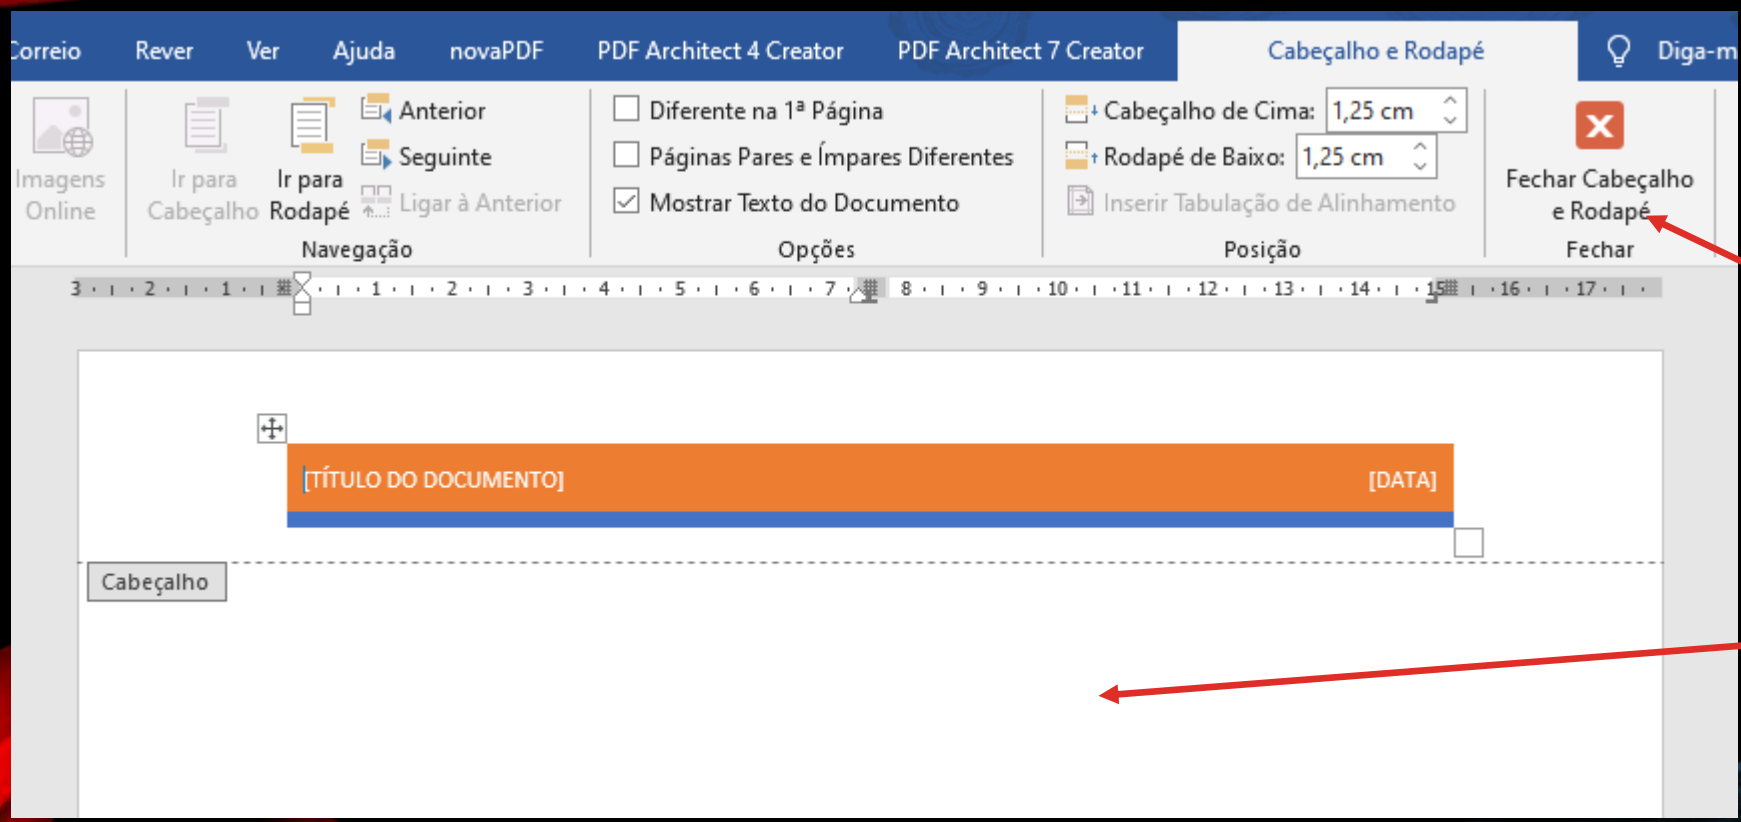 Correio Rever Ver Ajuda novaPDF PDF Architect 4 Creator PDF Architect 7 Creator Cabeçalho e Rodapé Diga-m
Imagens Online
Ir para Cabeçalho
Ir para Rodapé
Anterior
Seguinte
Ligar à Anterior
Navegação
Diferente na 1ª Página
Páginas Pares e Ímpares Diferentes
Mostrar Texto do Documento
Opções
Cabeçalho de Cima: 1,25 cm
Rodapé de Baixo: 1,25 cm
Inserir Tabulação de Alinhamento
Posição
Fechar Cabeçalho
e Rodapé
Fechar
3 2 1 1 2 3 4 5 6 7 8 9 10 11 12 13 14 15 16 17
[TÍTULO DO DOCUMENTO] [DATA]
Cabeçalho